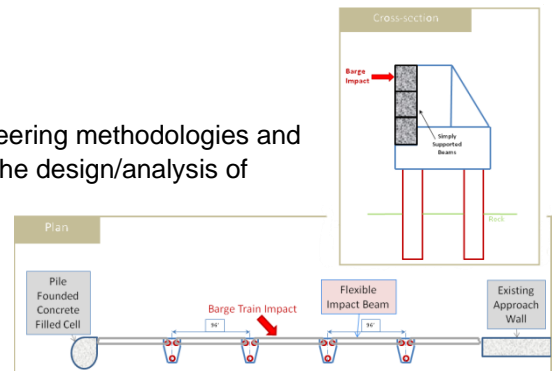 Cross-section
Barge
Impact
Simply
Supported
Beams
Rock
eering methodologies and
he design/analysis of
Plan
Pile
Founded
Concrete
Filled Cell
Barge Train Impact
Flexible
Impact Beam
Existing
Approach
Wall
96'
96'